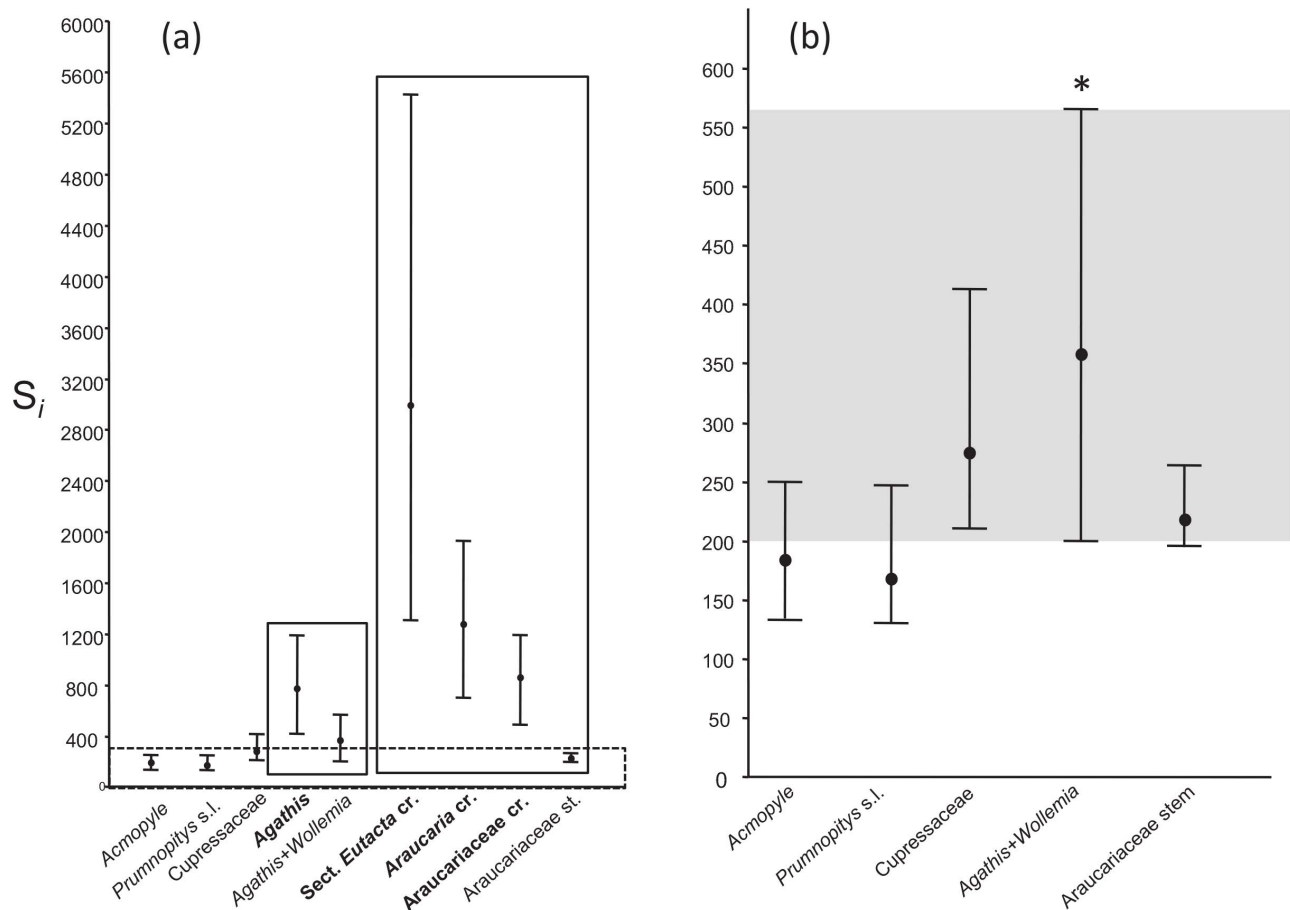 (a)
6000
5600
5200
4800
4400
4000
3600
3200
2800
2400
2000
1600
1200
800
400
0
S_i
Acmopyle
Prumnopitys s.l.
Cupressaceae
Agathis
Agathis+Wollemia
Sect. Eutacta cr.
Araucaria cr.
Araucariaceae cr.
Araucariaceae st.
(b)
*
600
550
500
450
400
350
300
250
200
150
100
50
0
Acmopyle
Prumnopitys s.l.
Cupressaceae
Agathis+Wollemia
Araucariaceae stem